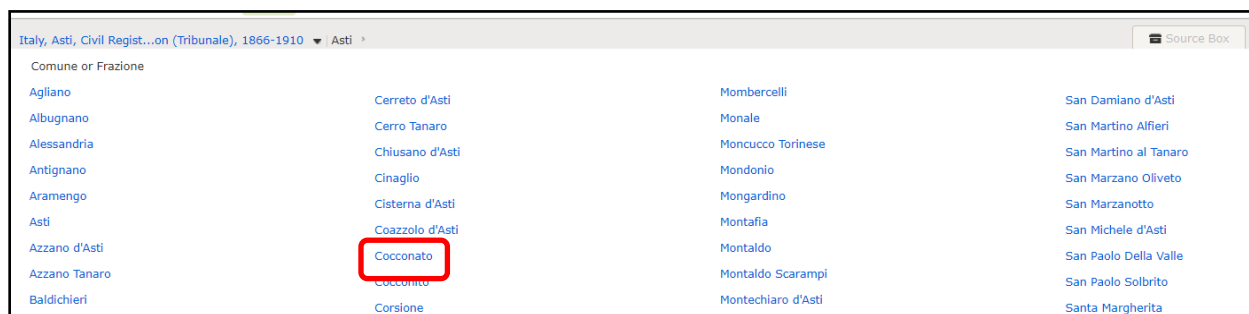 Italy, Asti, Civil Regist...on (Tribunale), 1866-1910 Asti
Source Box
Comune or Frazione
Agliano
Albugnano
Alessandria
Antignano
Aramengo
Asti
Azzano d'Asti
Azzano Tanaro
Baldichieri
Cerreto d'Asti
Cerro Tanaro
Chiusano d'Asti
Cinaglio
Cisterna d'Asti
Coazzolo d'Asti
Cocconato
Cocconito
Corsione
Mombercelli
Monale
Moncucco Torinese
Mondonio
Mongardino
Montafia
Montaldo
Montaldo Scarampi
Montechiaro d'Asti
San Damiano d'Asti
San Martino Alfieri
San Martino al Tanaro
San Marzano Oliveto
San Marzanotto
San Michele d'Asti
San Paolo Della Valle
San Paolo Solbrito
Santa Margherita